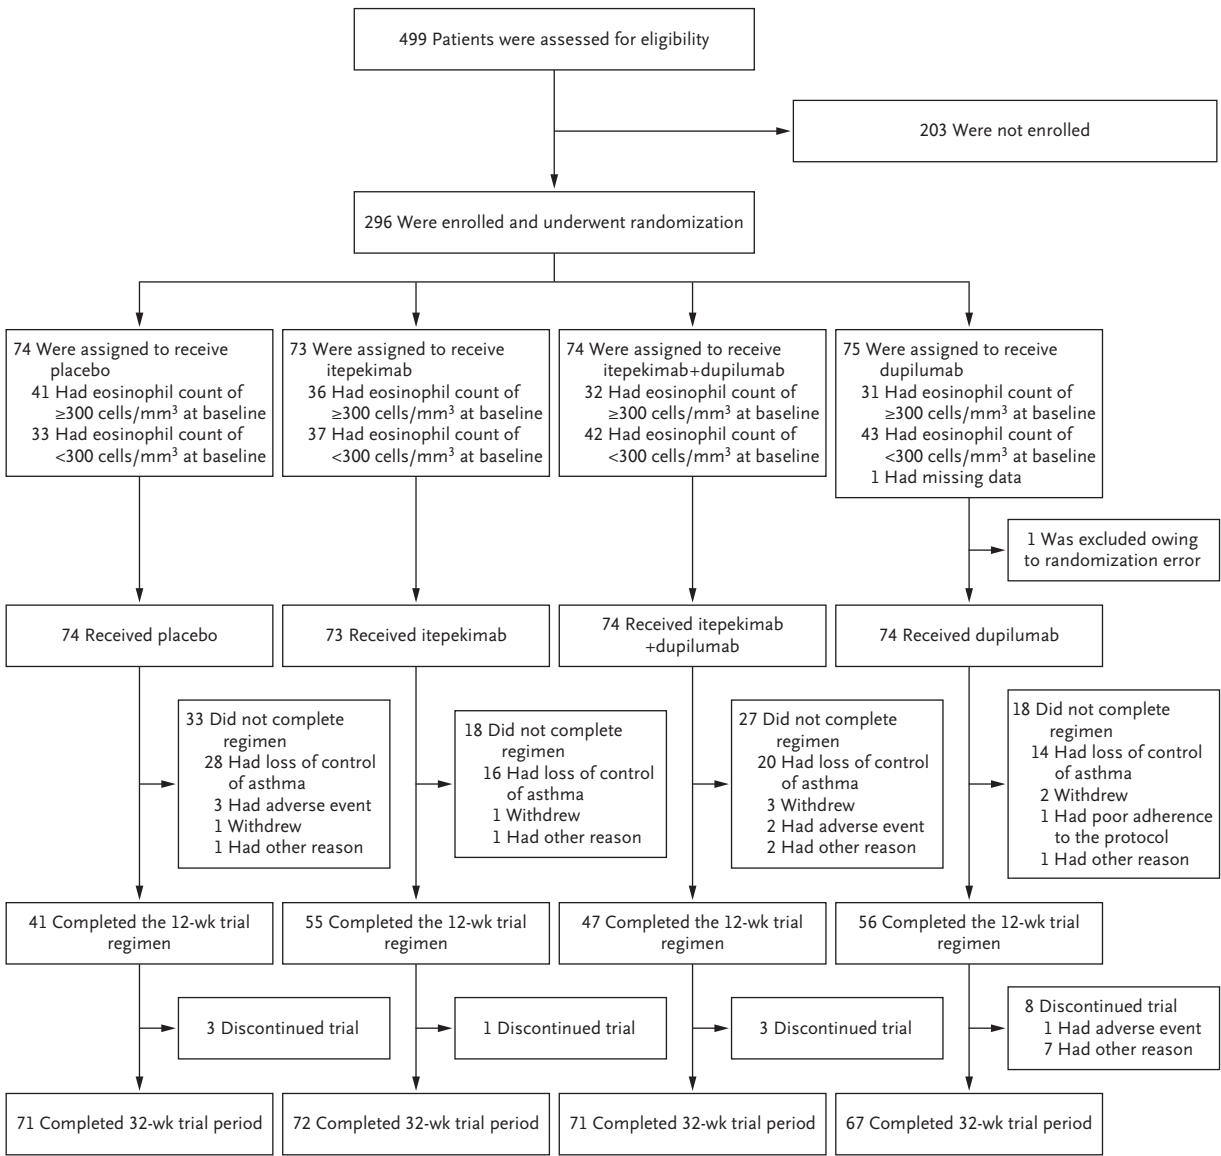 499 Patients were assessed for eligibility
203 Were not enrolled
296 Were enrolled and underwent randomization
74 Were assigned to receive
placebo
41 Had eosinophil count of
≥300 cells/mm³ at baseline
33 Had eosinophil count of
<300 cells/mm³ at baseline
73 Were assigned to receive
itepekimab
36 Had eosinophil count of
≥300 cells/mm³ at baseline
37 Had eosinophil count of
<300 cells/mm³ at baseline
74 Were assigned to receive
itepekimab+dupilumab
32 Had eosinophil count of
≥300 cells/mm³ at baseline
42 Had eosinophil count of
<300 cells/mm³ at baseline
75 Were assigned to receive
dupilumab
31 Had eosinophil count of
≥300 cells/mm³ at baseline
43 Had eosinophil count of
<300 cells/mm³ at baseline
1 Had missing data
1 Was excluded owing
to randomization error
74 Received placebo
73 Received itepekimab
74 Received itepekimab
+dupilumab
74 Received dupilumab
33 Did not complete
regimen
28 Had loss of control
of asthma
3 Had adverse event
1 Withdrew
1 Had other reason
18 Did not complete
regimen
16 Had loss of control
of asthma
1 Withdrew
1 Had other reason
27 Did not complete
regimen
20 Had loss of control
of asthma
3 Withdrew
2 Had adverse event
2 Had other reason
18 Did not complete
regimen
14 Had loss of control
of asthma
2 Withdrew
1 Had poor adherence
to the protocol
1 Had other reason
41 Completed the 12-wk trial
regimen
55 Completed the 12-wk trial
regimen
47 Completed the 12-wk trial
regimen
56 Completed the 12-wk trial
regimen
3 Discontinued trial
1 Discontinued trial
3 Discontinued trial
8 Discontinued trial
1 Had adverse event
7 Had other reason
71 Completed 32-wk trial period
72 Completed 32-wk trial period
71 Completed 32-wk trial period
67 Completed 32-wk trial period